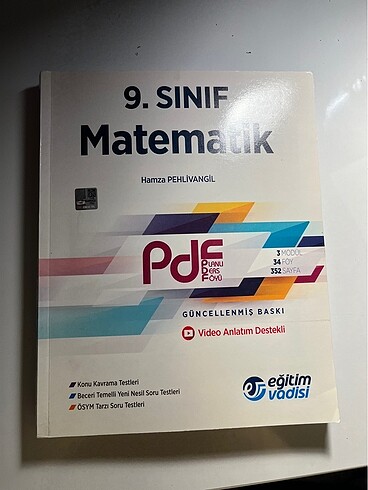 9. SINIF
Matematik
Hamza PEHLİVANGİL
Pdf
PLANLI
DERS
FÖYÜ
3 MODÜL
34 FÖY
352 SAYFA
GÜNCELLENMİŞ BASKI
Video Anlatım Destekli
Konu Kavrama Testleri
Beceri Temelli Yeni Nesil Soru Testleri
ÖSYM Tarzı Soru Testleri
eğitim
vadisi